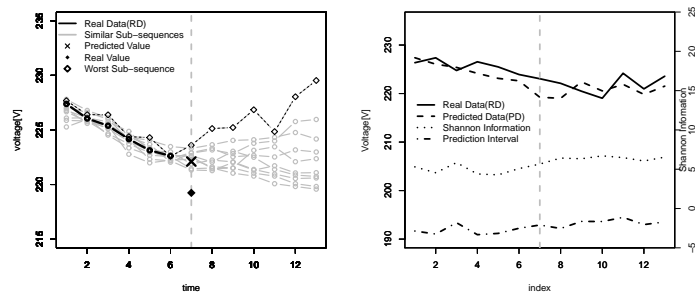 Real Data(RD)
Similar Sub−sequences
Predicted Value
Real Value
Worst Sub−sequence
235
230
225
220
215
voltage[V]
2 4 6 8 10 12
time
230
220
210
200
190
Voltage[V]
Real Data(RD)
Predicted Data(PD)
Shannon Information
Prediction Interval
25
20
15
10
5
0
−5
Shannon Infomation
2 4 6 8 10 12
index